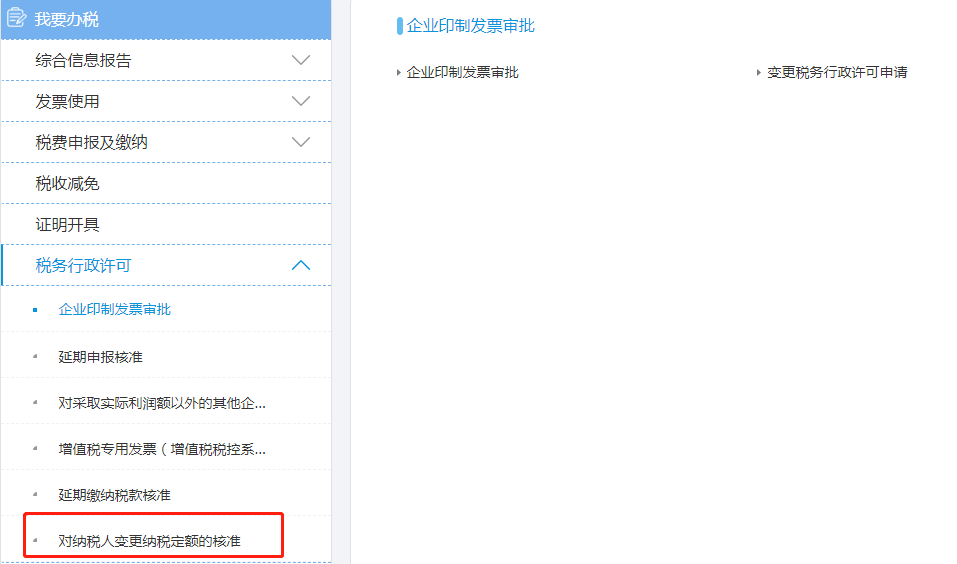 我要办税
综合信息报告
发票使用
税费申报及缴纳
税收减免
证明开具
税务行政许可
企业印制发票审批
延期申报核准
对采取实际利润额以外的其他企...
增值税专用发票（增值税税控系...
延期缴纳税款核准
对纳税人变更纳税定额的核准
企业印制发票审批
企业印制发票审批
变更税务行政许可申请